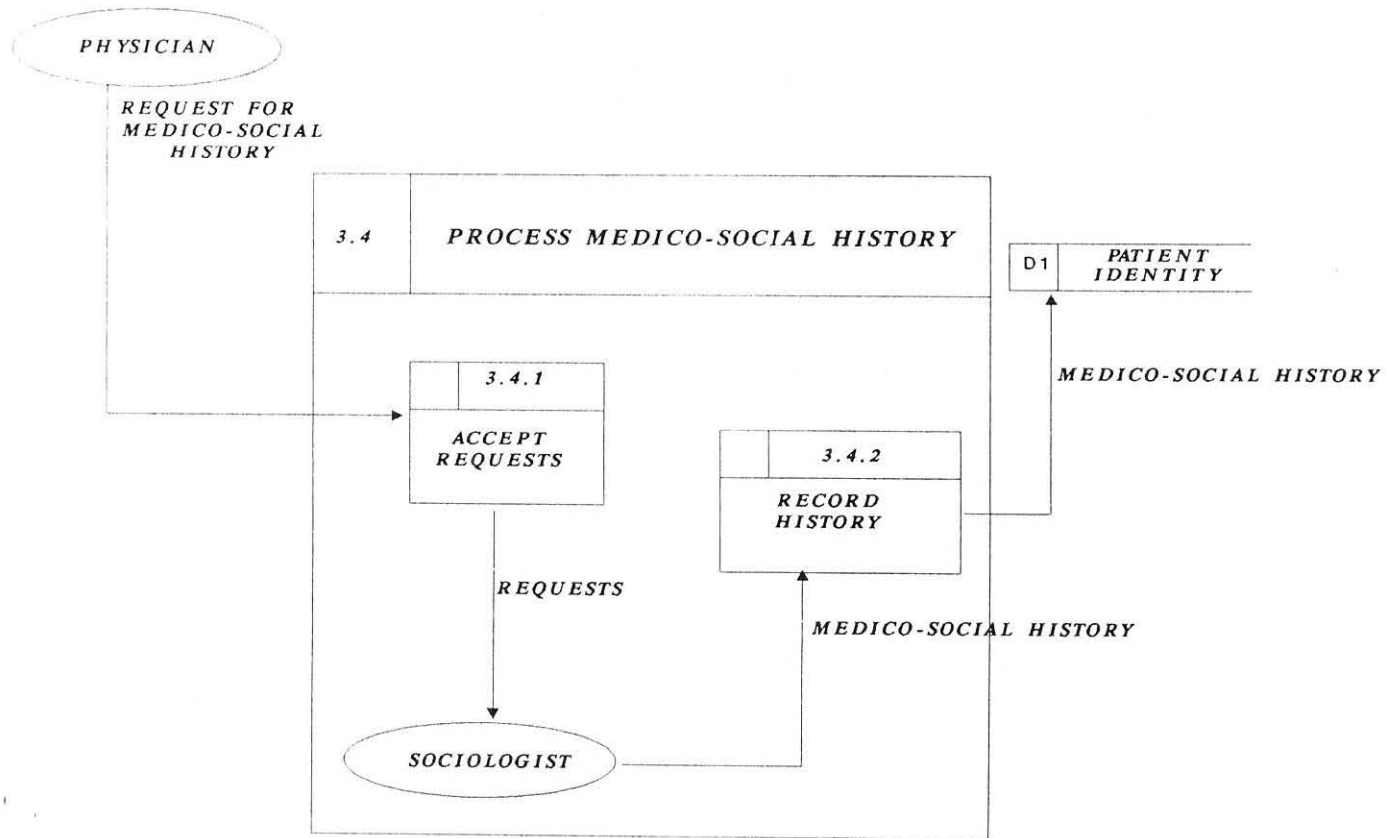 PHYSICIAN
REQUEST FOR
MEDICO-SOCIAL
HISTORY
3.4
PROCESS MEDICO-SOCIAL HISTORY
D1
PATIENT
IDENTITY
MEDICO-SOCIAL HISTORY
3.4.1
ACCEPT
REQUESTS
3.4.2
RECORD
HISTORY
REQUESTS
MEDICO-SOCIAL HISTORY
SOCIOLOGIST